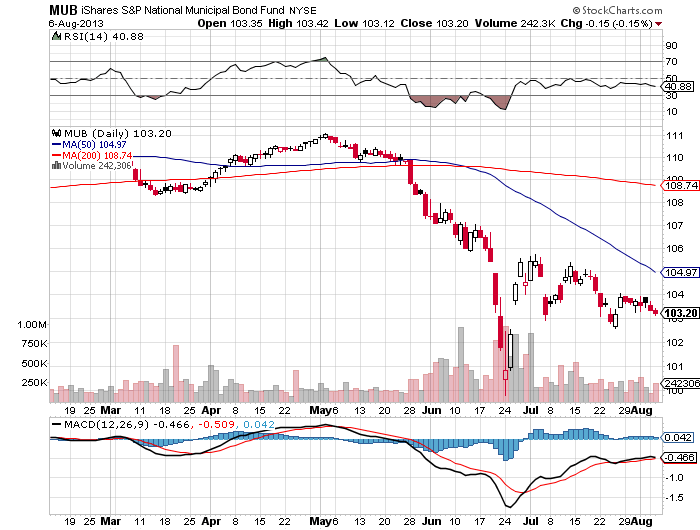 MUB iShares S&P National Municipal Bond Fund NYSE
© StockCharts.com
6-Aug-2013
Open 103.35 High 103.42 Low 103.12 Close 103.20 Volume 242.3K Chg -0.15 (-0.15%)
RSI(14) 40.88
90
70
50
40.88
30
10
MUB (Daily) 103.20
MA(50) 104.97
MA(200) 108.74
Volume 242,306
111
110
109
108.74
108
107
106
105
104.97
104
103.20
102
101
100
242306
1.00M
750K
500K
250K
19 25 Mar 11 18 25 Apr 8 15 22 May 6 13 20 28 Jun 10 17 24 Jul 8 15 22 29 Aug
MACD(12,26,9) -0.466, -0.509, 0.042
0.042
-0.466
-1.0
-1.5
19 25 Mar 11 18 25 Apr 8 15 22 May 6 13 20 28 Jun 10 17 24 Jul 8 15 22 29 Aug